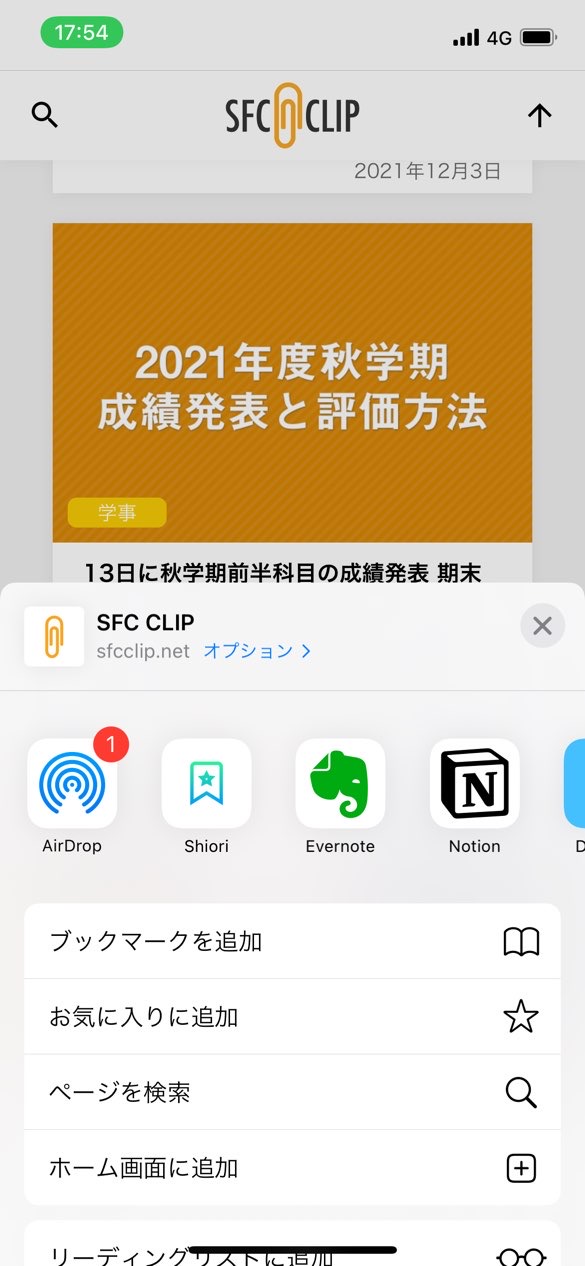 17:54
4G
SFC CLIP
2021年12月3日
2021年度秋学期
成績発表と評価方法
学事
13日に秋学期前半科目の成績発表 期末
SFC CLIP
sfcclip.net オプション
1
AirDrop
Shiori
Evernote
Notion
D
ブックマークを追加
お気に入りに追加
ページを検索
ホーム画面に追加
リーディングリストに追加